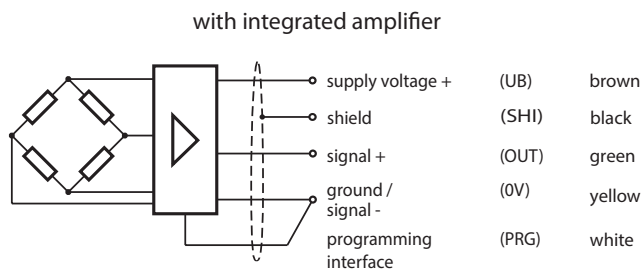 with integrated amplifier
supply voltage + (UB) brown
shield (SHI) black
signal + (OUT) green
ground / (0V) yellow
signal -
programming (PRG) white
interface